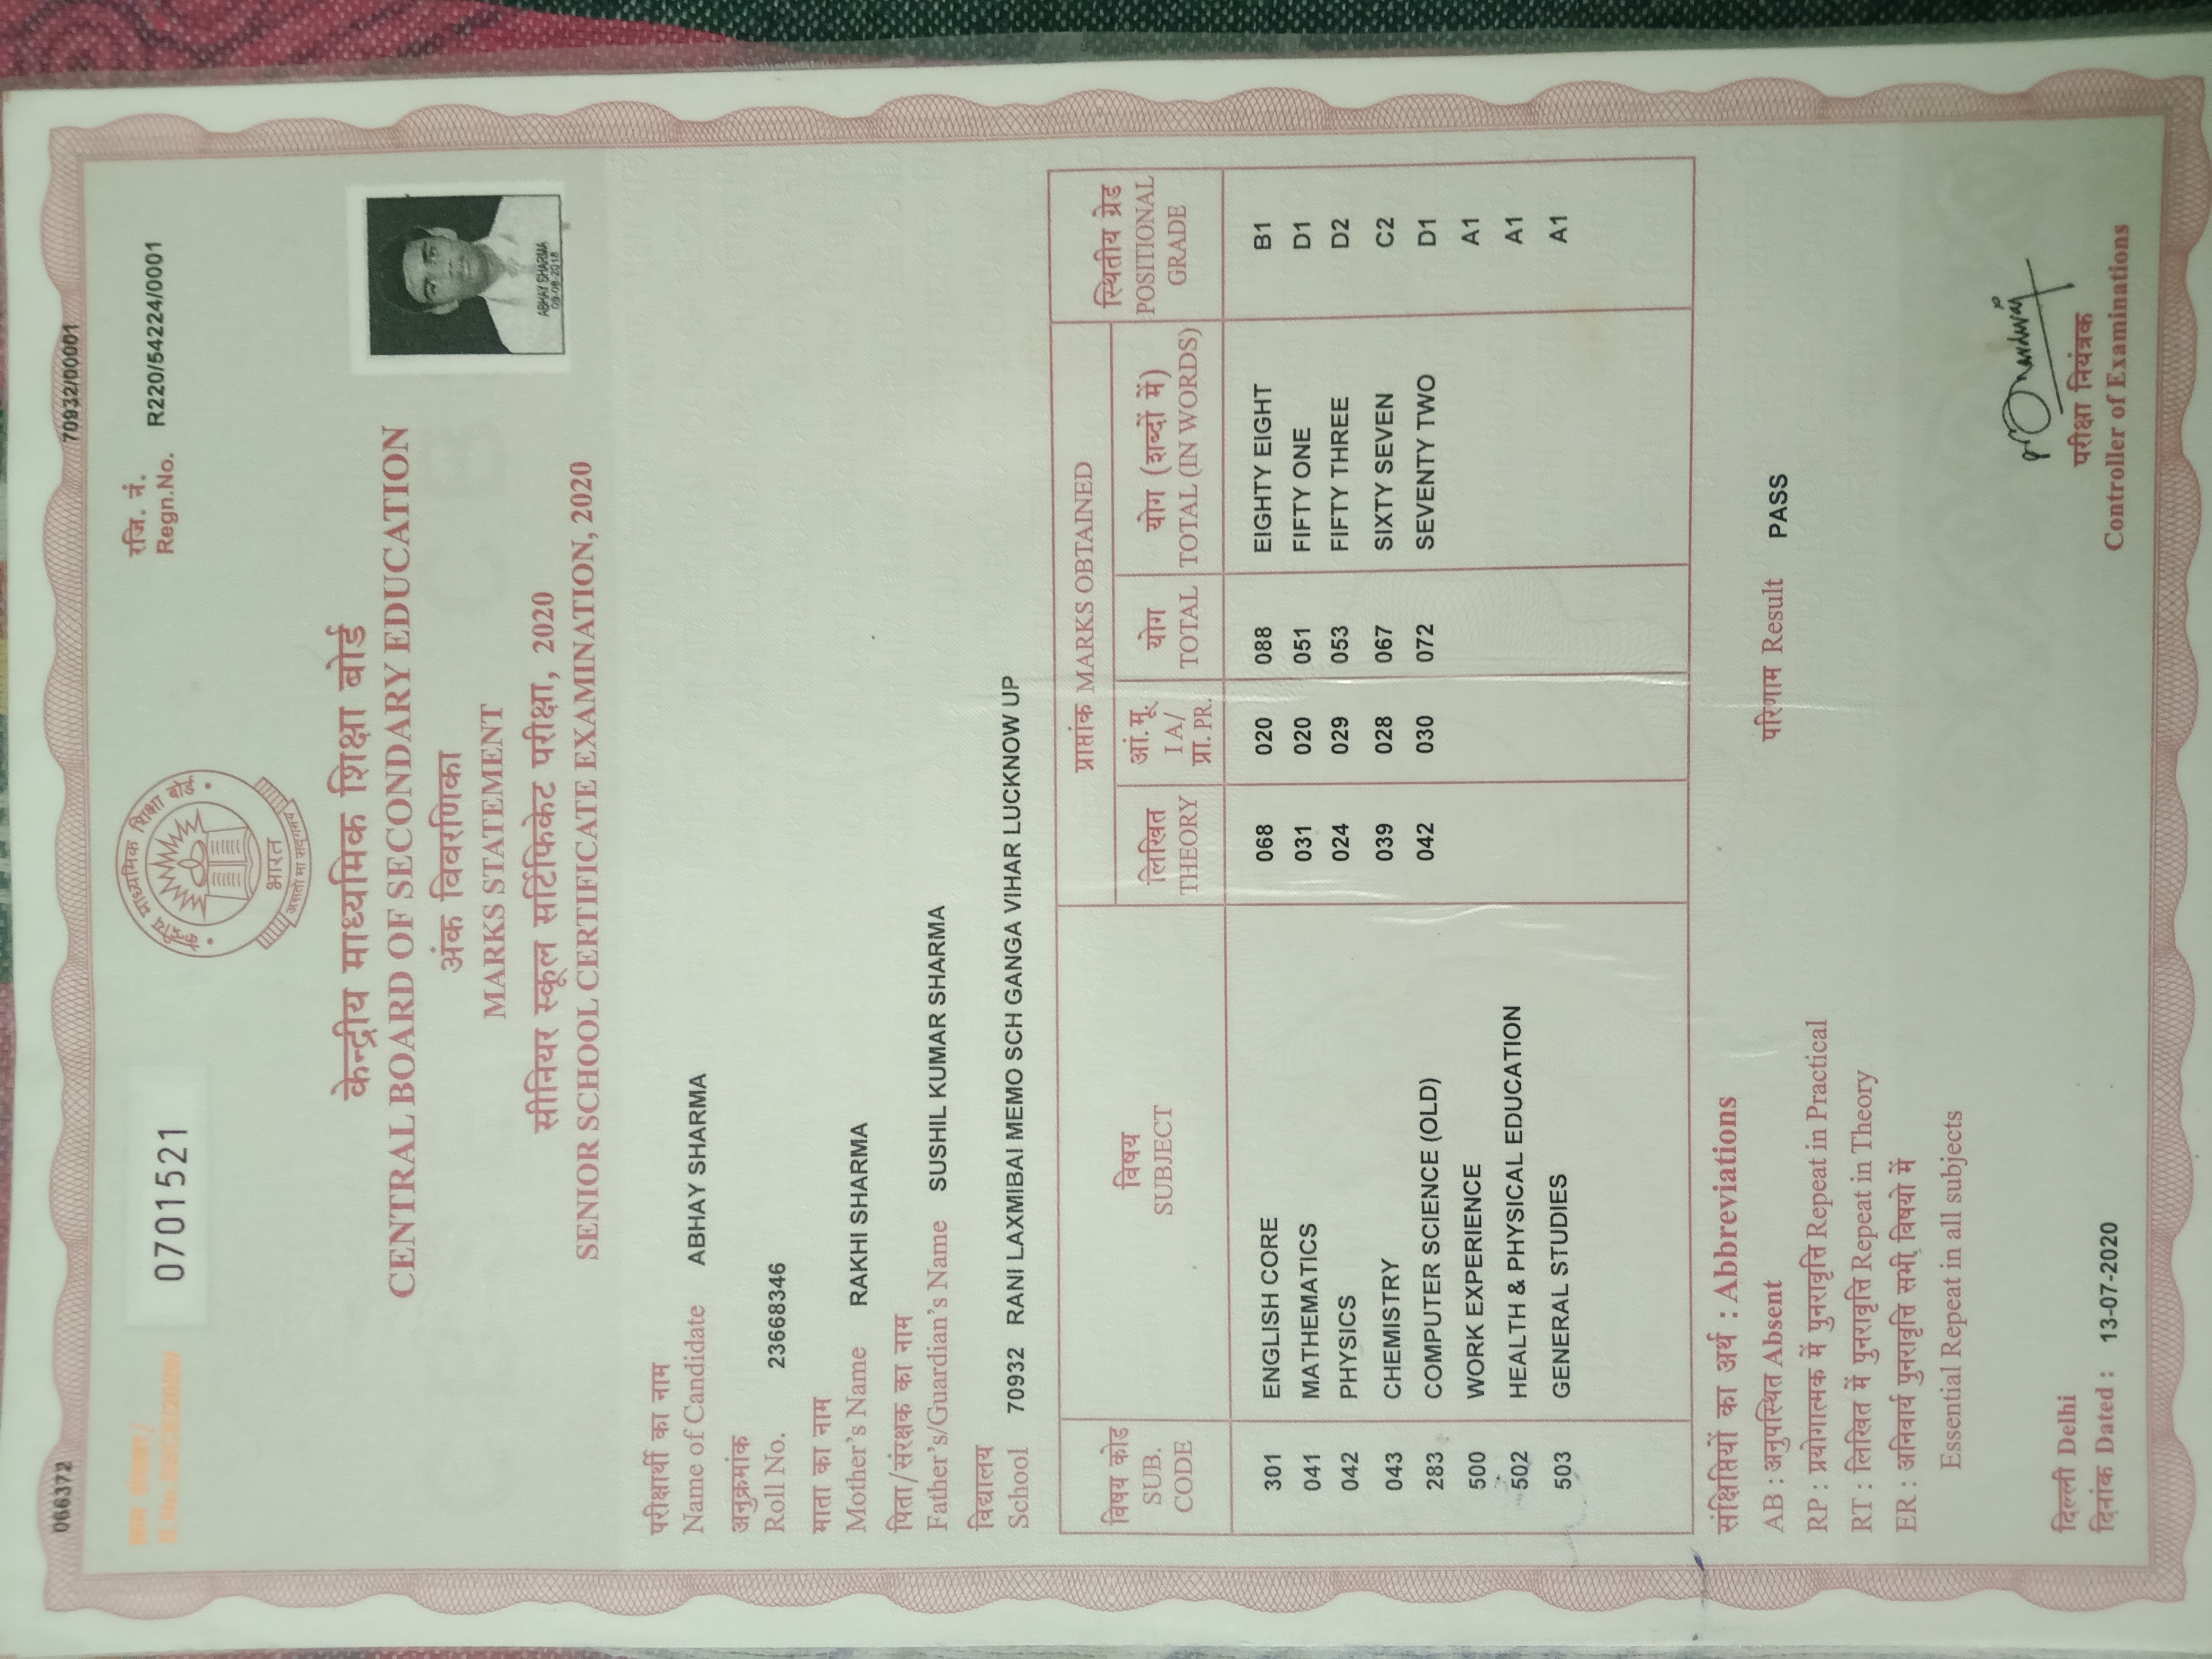 066372
70932/00001
क्रम संख्या/
S.No.SSCE/2020/
0701521
रजि. नं.
Regn.No. R220/54224/0001
केन्द्रीय माध्यमिक शिक्षा बोर्ड
भारत
असतो मा सद्गमय
केन्द्रीय माध्यमिक शिक्षा बोर्ड
CENTRAL BOARD OF SECONDARY EDUCATION
अंक विवरणिका
MARKS STATEMENT
सीनियर स्कूल सर्टिफिकेट परीक्षा, 2020
SENIOR SCHOOL CERTIFICATE EXAMINATION, 2020
ABHAY SHARMA
09-08-2018
परीक्षार्थी का नाम
Name of Candidate ABHAY SHARMA
अनुक्रमांक
Roll No. 23668346
माता का नाम
Mother's Name RAKHI SHARMA
पिता/संरक्षक का नाम
Father's/Guardian's Name SUSHIL KUMAR SHARMA
विद्यालय
School 70932 RANI LAXMIBAI MEMO SCH GANGA VIHAR LUCKNOW UP
विषय कोड
SUB.
CODE
विषय
SUBJECT
प्राप्तांक MARKS OBTAINED
लिखित
THEORY
आं.मू.
I A/
प्रा. PR.
योग
TOTAL
योग (शब्दों में)
TOTAL (IN WORDS)
स्थितीय ग्रेड
POSITIONAL
GRADE
301 ENGLISH CORE 068 020 088 EIGHTY EIGHT B1
041 MATHEMATICS 031 020 051 FIFTY ONE D1
042 PHYSICS 024 029 053 FIFTY THREE D2
043 CHEMISTRY 039 028 067 SIXTY SEVEN C2
283 COMPUTER SCIENCE (OLD) 042 030 072 SEVENTY TWO D1
500 WORK EXPERIENCE A1
502 HEALTH & PHYSICAL EDUCATION A1
503 GENERAL STUDIES A1
संक्षिप्तियों का अर्थ : Abbreviations
AB : अनुपस्थित Absent
परिणाम Result PASS
RP : प्रयोगात्मक में पुनरावृत्ति Repeat in Practical
RT : लिखित में पुनरावृत्ति Repeat in Theory
ER : अनिवार्य पुनरावृत्ति सभी विषयो में
Essential Repeat in all subjects
दिल्ली Delhi
दिनांक Dated : 13-07-2020
परीक्षा नियंत्रक
Controller of Examinations